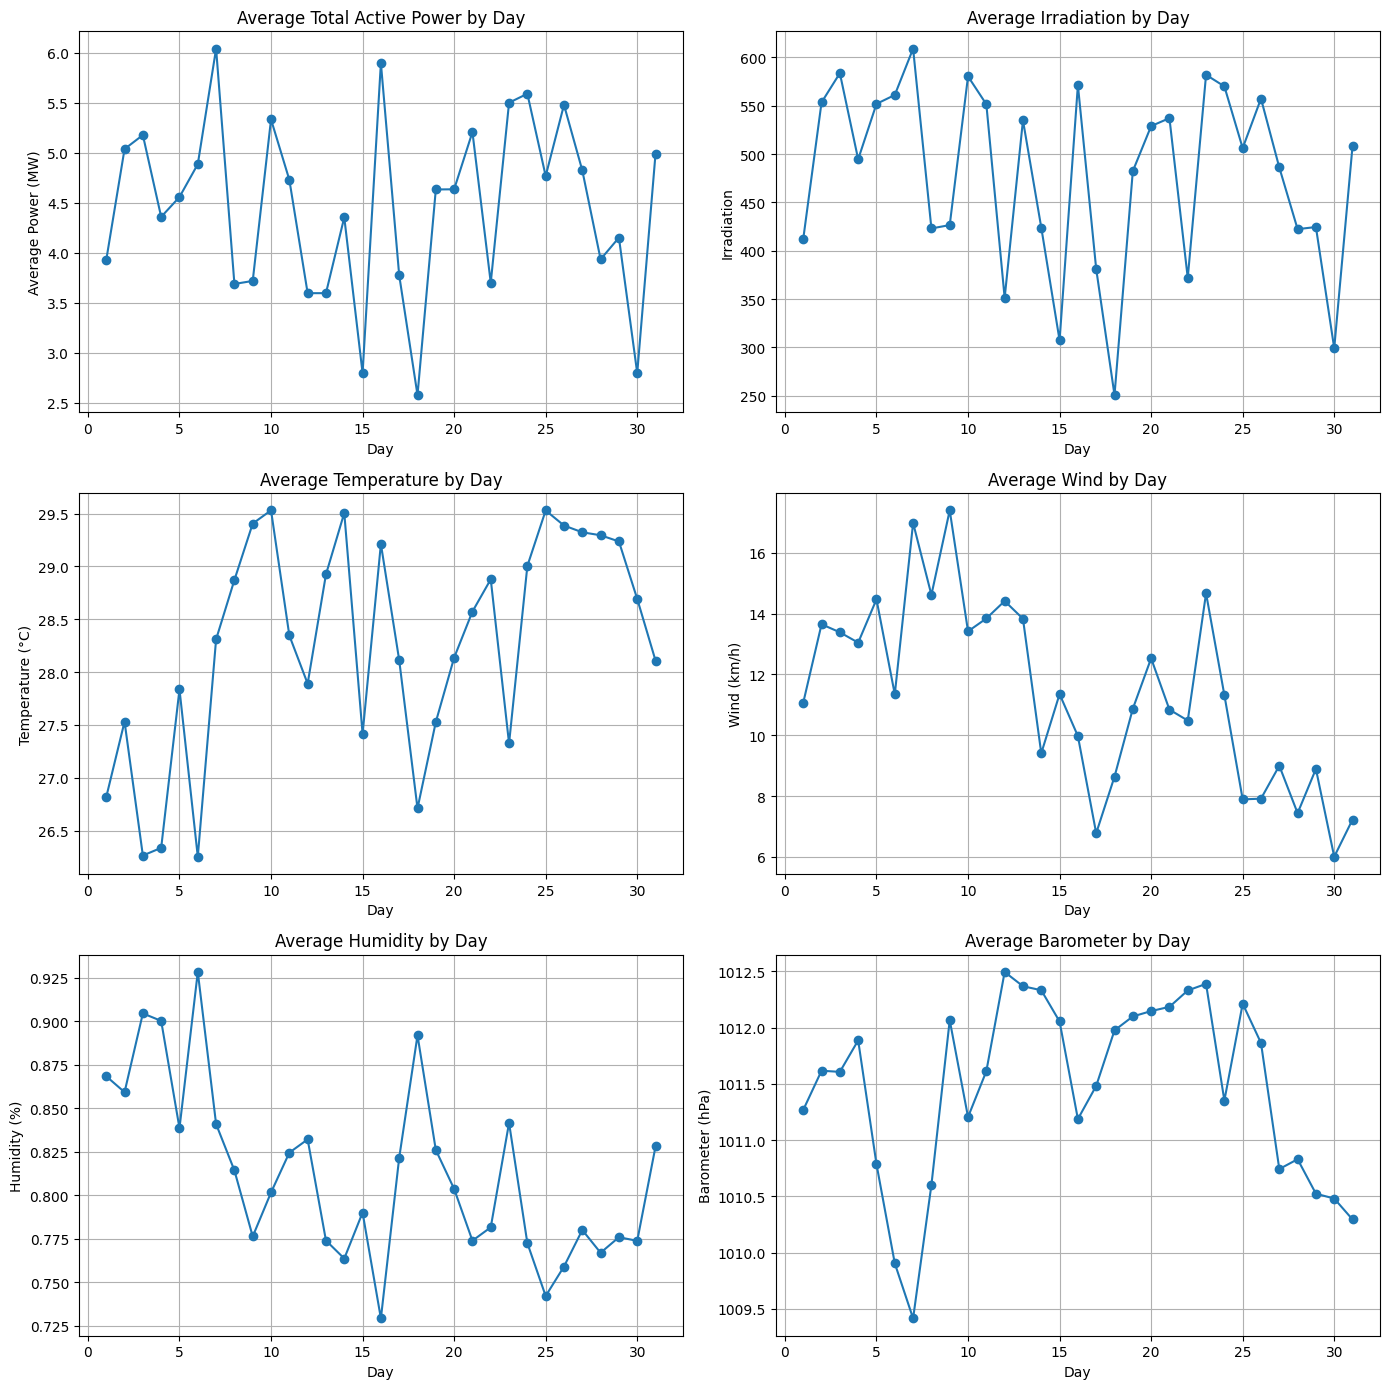 Average Total Active Power by Day
Average Power (MW)
6.0
5.5
5.0
4.5
4.0
3.5
3.0
2.5
0 5 10 15 20 25 30
Day
Average Irradiation by Day
Irradiation
600
550
500
450
400
350
300
250
0 5 10 15 20 25 30
Day
Average Temperature by Day
Temperature (°C)
29.5
29.0
28.5
28.0
27.5
27.0
26.5
0 5 10 15 20 25 30
Day
Average Wind by Day
Wind (km/h)
16
14
12
10
8
6
0 5 10 15 20 25 30
Day
Average Humidity by Day
Humidity (%)
0.925
0.900
0.875
0.850
0.825
0.800
0.775
0.750
0.725
0 5 10 15 20 25 30
Day
Average Barometer by Day
Barometer (hPa)
1012.5
1012.0
1011.5
1011.0
1010.5
1010.0
1009.5
0 5 10 15 20 25 30
Day